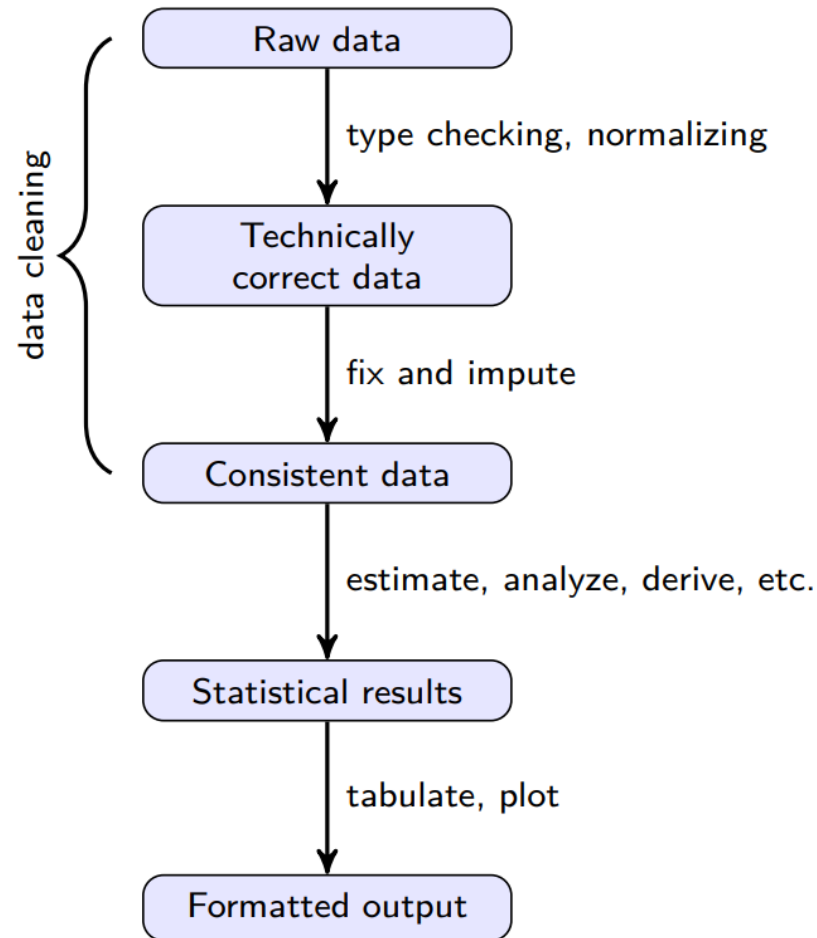 Raw data
type checking, normalizing
Technically
correct data
data cleaning
fix and impute
Consistent data
estimate, analyze, derive, etc.
Statistical results
tabulate, plot
Formatted output